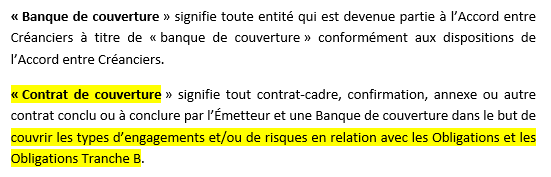 « Banque de couverture » signifie toute entité qui est devenue partie à l’Accord entre
Créanciers à titre de « banque de couverture » conformément aux dispositions de
l’Accord entre Créanciers.
« Contrat de couverture » signifie tout contrat-cadre, confirmation, annexe ou autre
contrat conclu ou à conclure par l’Émetteur et une Banque de couverture dans le but de
couvrir les types d’engagements et/ou de risques en relation avec les Obligations et les
Obligations Tranche B.